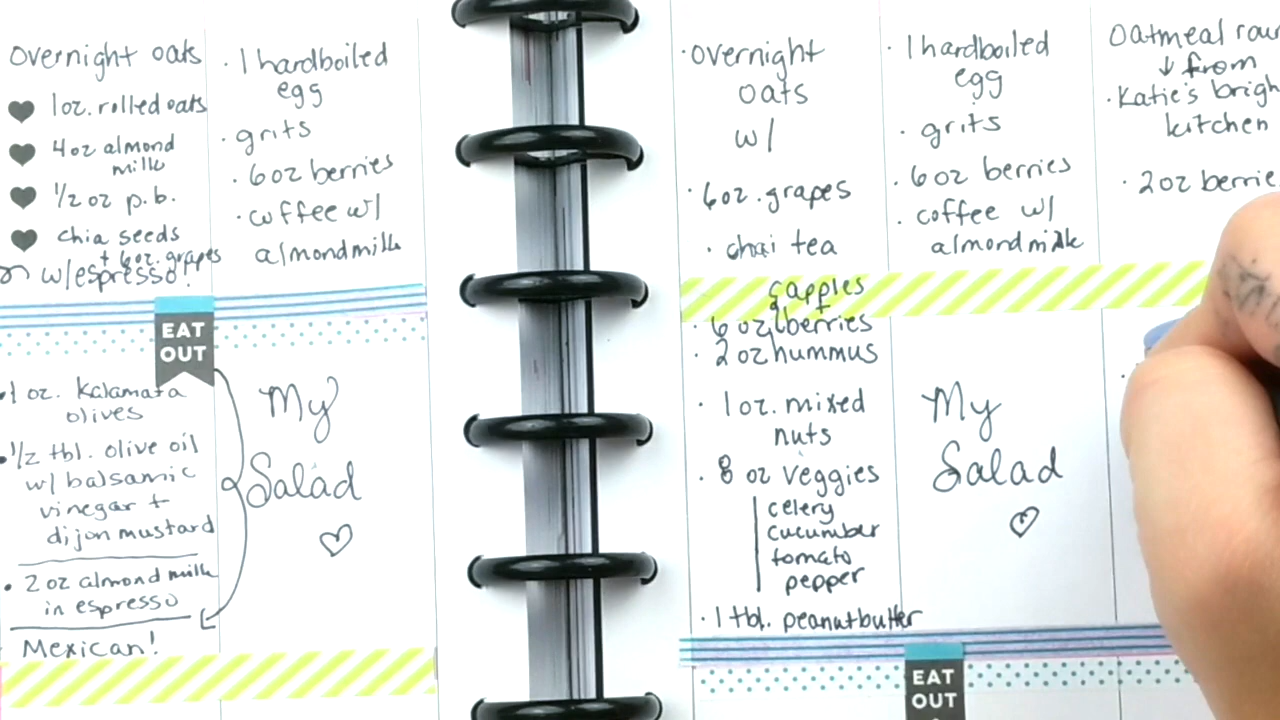 overnight oats
1oz. rolled oats
4oz almond
milk
1/2 oz p.b.
chia seeds
+ 6oz. grapes
w/espresso!
EAT
OUT
1 oz. Kalamata
olives
1/2 tbl. olive oil
w/ balsamic
vinegar +
dijon mustard
2 oz almond milk
in espresso
Mexican!
1 hardboiled
egg
grits
6oz berries
coffee w/
almondmilk
My
Salad
overnight
oats
w/
6oz. grapes
chai tea
& apples
6 oz berries
2 oz hummus
1oz. mixed
nuts
8 oz veggies
celery
cucumber
tomato
pepper
1 tbl. peanutbutter
EAT
OUT
1 hardboiled
egg
grits
6oz berries
coffee w/
almond milk
My
Salad
Oatmeal
from
Katie's
kitchen
2oz